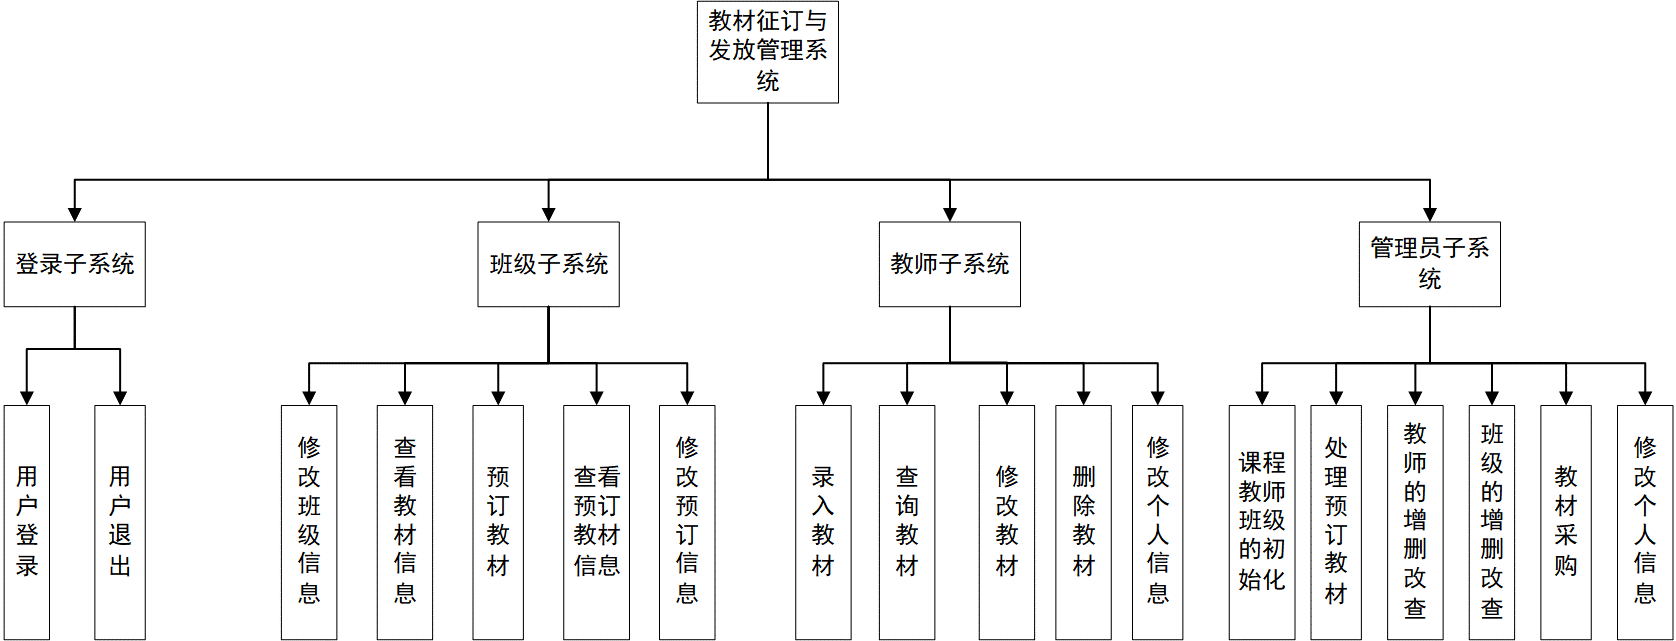 教材征订与
发放管理系
统
登录子系统
班级子系统
教师子系统
管理员子系
统
用户登录
用户退出
修改班级信息
查看教材信息
预订教材
查看
预订
教材
信息
修改预订信息
录入教材
查询教材
修改教材
删除教材
修改个人信息
课程
教师
班级
的初
始化
处理预订教材
教师的增删改查
班级的增删改查
教材采购
修改个人信息